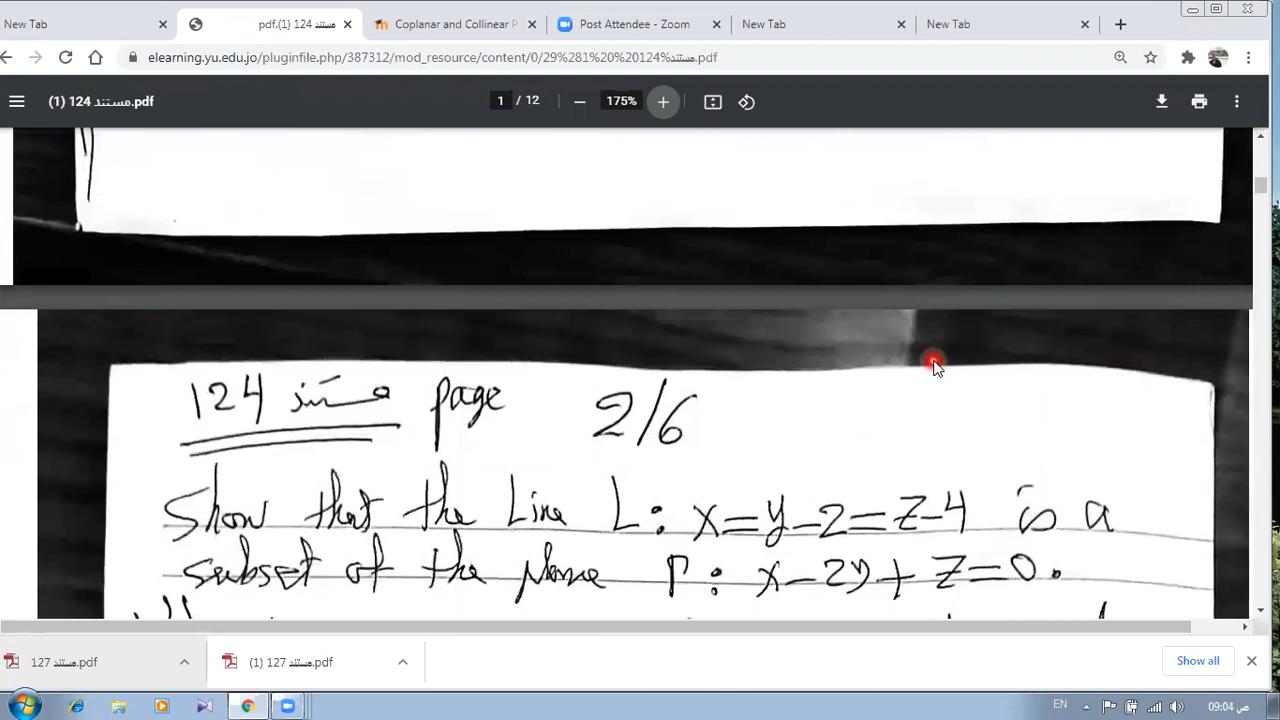 New Tab
مستند 124 (1).pdf
Coplanar and Collinear P
Post Attendee - Zoom
New Tab
New Tab
elearning.yu.edu.jo/pluginfile.php/387312/mod_resource/content/0/29%281%20%20124%مستند.pdf
مستند 124 (1).pdf
1 / 12
175%
124 مستند page 2/6
Show that the Line L: x=y-2=z-4 is a
subset of the plane P: x-2y+z=0.
مستند 127.pdf
مستند 127 (1).pdf
Show all
EN
09:04 ص